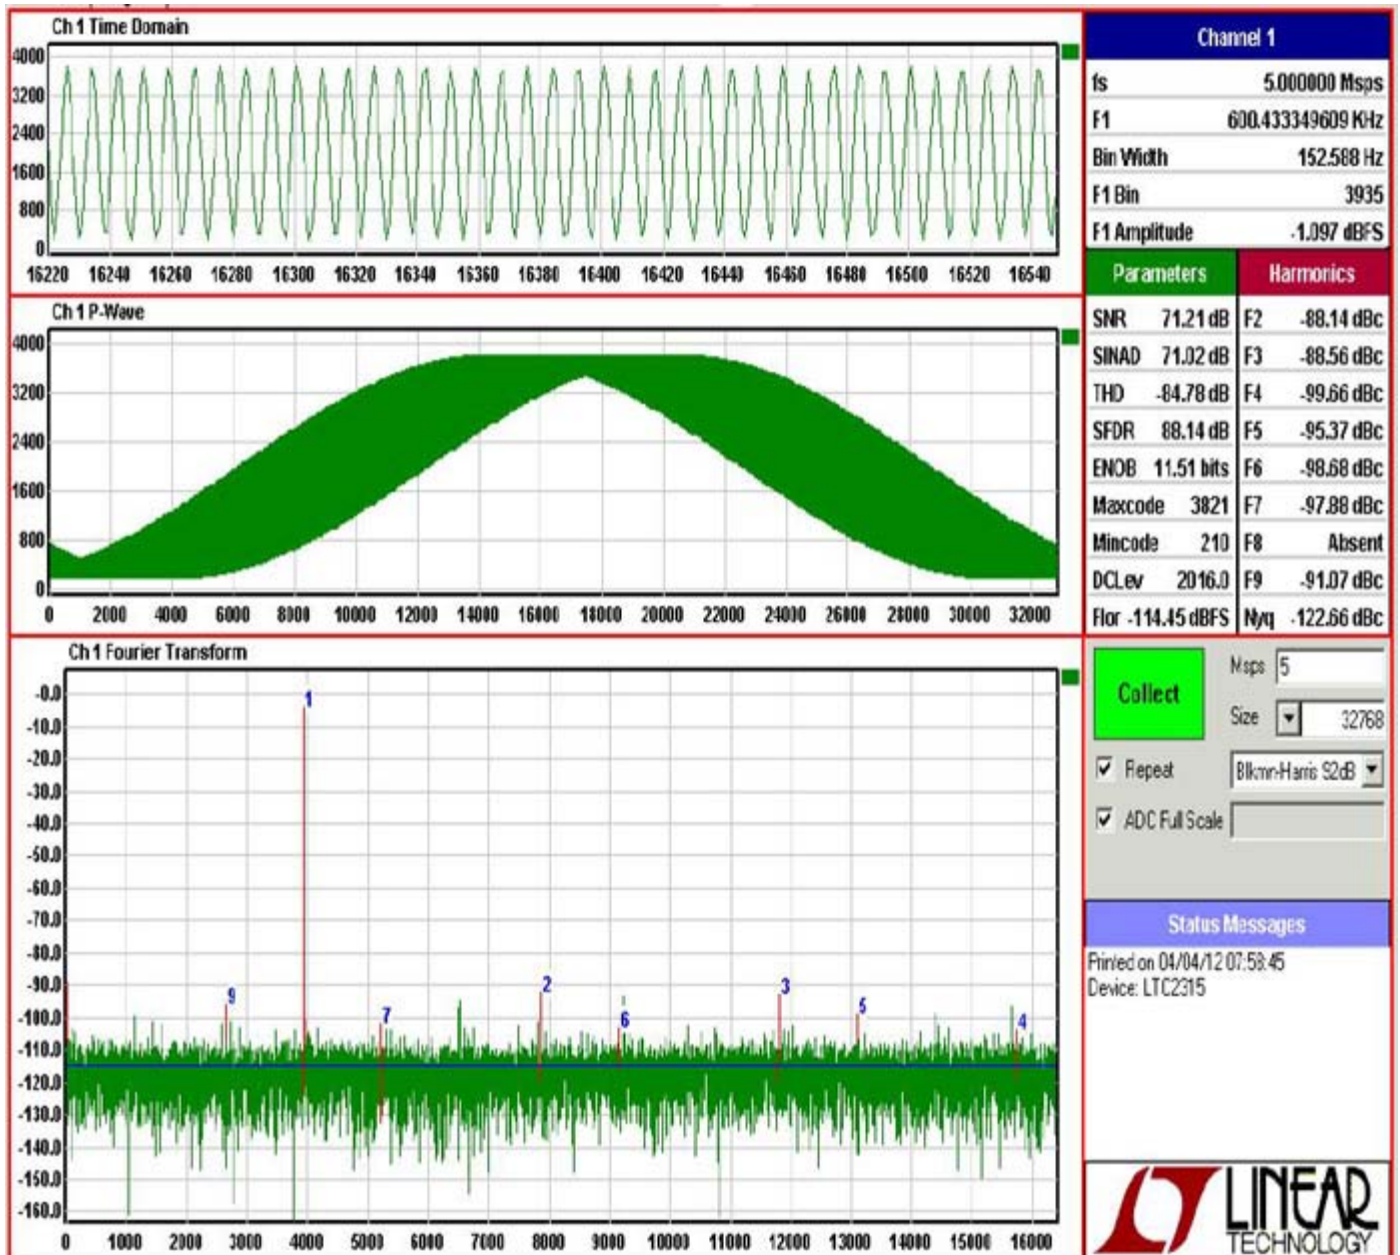 Ch 1 Time Domain
4000
3200
2400
1600
800
0
16220 16240 16260 16280 16300 16320 16340 16360 16380 16400 16420 16440 16460 16480 16500 16520 16540
Ch 1 P-Wave
4000
3200
2400
1600
800
0
0 2000 4000 6000 8000 10000 12000 14000 16000 18000 20000 22000 24000 26000 28000 30000 32000
Ch 1 Fourier Transform
-0.0
-10.0
-20.0
-30.0
-40.0
-50.0
-60.0
-70.0
-80.0
-90.0
-100.0
-110.0
-120.0
-130.0
-140.0
-150.0
-160.0
1
9
7
2
6
3
5
4
0 1000 2000 3000 4000 5000 6000 7000 8000 9000 10000 11000 12000 13000 14000 15000 16000
Channel 1
fs 5.000000 Msps
F1 600.433349609 KHz
Bin Width 152.588 Hz
F1 Bin 3935
F1 Amplitude -1.097 dBFS
Parameters Harmonics
SNR 71.21 dB F2 -88.14 dBc
SINAD 71.02 dB F3 -88.56 dBc
THD -84.78 dB F4 -99.66 dBc
SFDR 88.14 dB F5 -95.37 dBc
ENOB 11.51 bits F6 -98.68 dBc
Maxcode 3821 F7 -97.88 dBc
Mincode 210 F8 Absent
DCLev 2016.0 F9 -91.07 dBc
Flor -114.45 dBFS Nyq -122.66 dBc
Collect
Msps 5
Size 32768
Repeat
Blkmn-Harris 92dB
ADC Full Scale
Status Messages
Printed on 04/04/12 07:58:45
Device: LTC2315
LINEAR
TECHNOLOGY